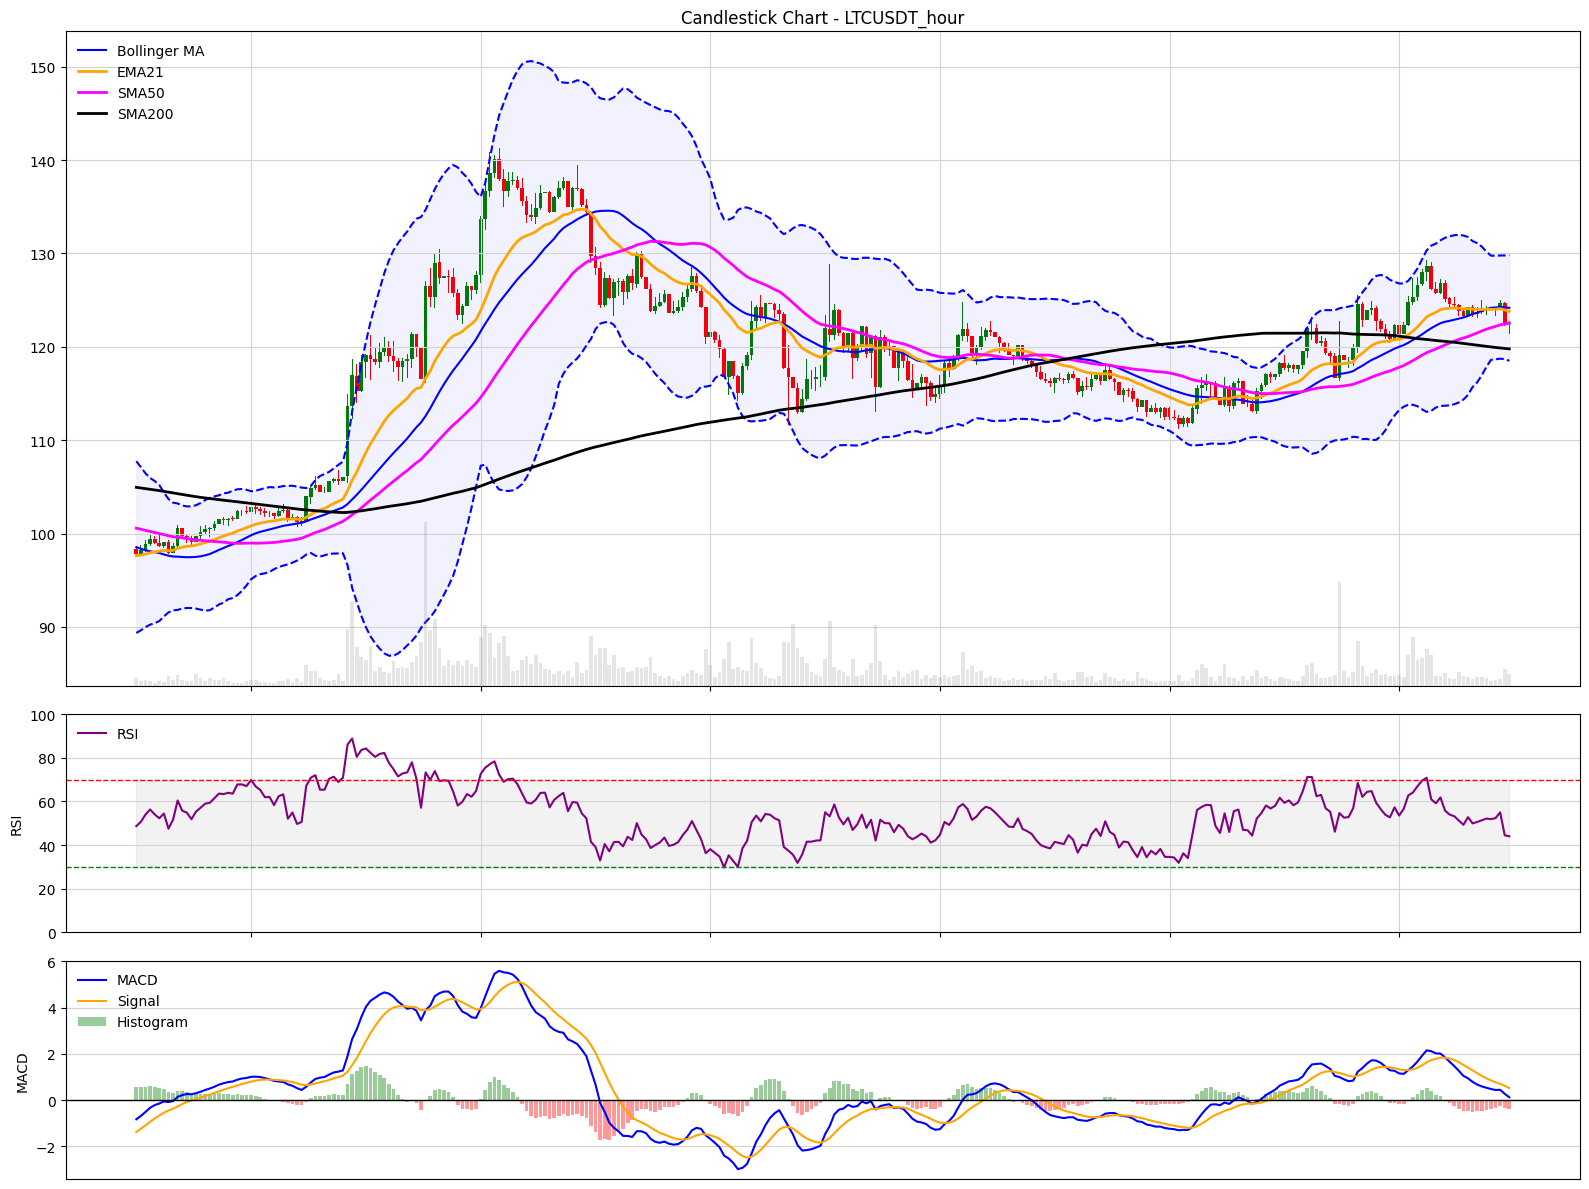 Candlestick Chart - LTCUSDT_hour
Bollinger MA
EMA21
SMA50
SMA200
150
140
130
120
110
100
90
RSI
100
80
60
40
20
0
RSI
MACD
Signal
Histogram
6
4
2
0
−2
MACD